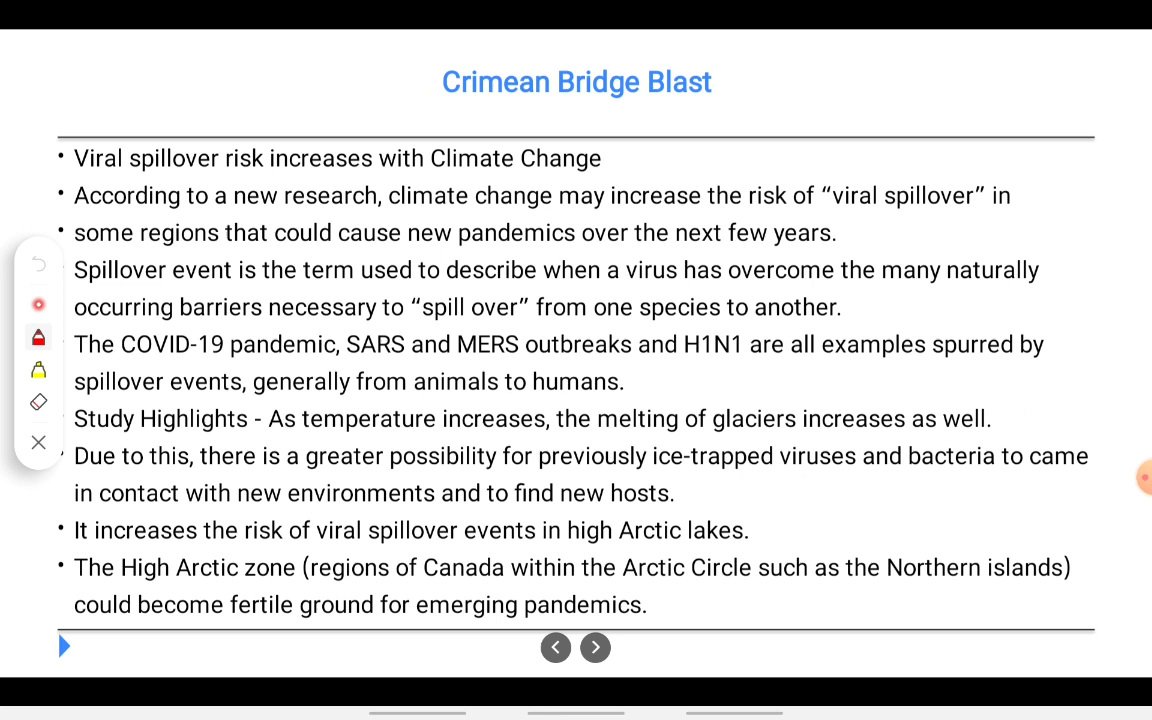 Crimean Bridge Blast
• Viral spillover risk increases with Climate Change
• According to a new research, climate change may increase the risk of “viral spillover” in
• some regions that could cause new pandemics over the next few years.
Spillover event is the term used to describe when a virus has overcome the many naturally
occurring barriers necessary to “spill over” from one species to another.
The COVID-19 pandemic, SARS and MERS outbreaks and H1N1 are all examples spurred by
spillover events, generally from animals to humans.
Study Highlights - As temperature increases, the melting of glaciers increases as well.
Due to this, there is a greater possibility for previously ice-trapped viruses and bacteria to came
in contact with new environments and to find new hosts.
• It increases the risk of viral spillover events in high Arctic lakes.
• The High Arctic zone (regions of Canada within the Arctic Circle such as the Northern islands)
could become fertile ground for emerging pandemics.